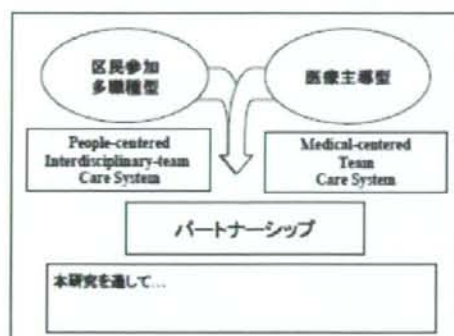 区民参加
多職種型
医療主導型
People-centered
Interdisciplinary-team
Care System
Medical-centered
Team
Care System
パートナーシップ
本研究を通して…